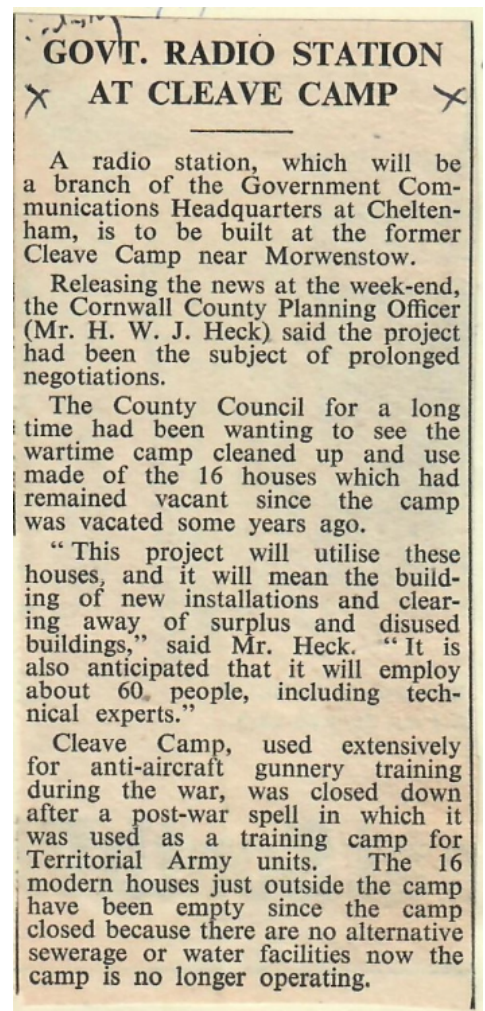 GOVT. RADIO STATION
AT CLEAVE CAMP
A radio station, which will be
a branch of the Government Com-
munications Headquarters at Chelten-
ham, is to be built at the former
Cleave Camp near Morwenstow.
Releasing the news at the week-end,
the Cornwall County Planning Officer
(Mr. H. W. J. Heck) said the project
had been the subject of prolonged
negotiations.
The County Council for a long
time had been wanting to see the
wartime camp cleaned up and use
made of the 16 houses which had
remained vacant since the camp
was vacated some years ago.
“ This project will utilise these
houses, and it will mean the build-
ing of new installations and clear-
ing away of surplus and disused
buildings,” said Mr. Heck. “ It is
also anticipated that it will employ
about 60 people, including tech-
nical experts.”
Cleave Camp, used extensively
for anti-aircraft gunnery training
during the war, was closed down
after a post-war spell in which it
was used as a training camp for
Territorial Army units. The 16
modern houses just outside the camp
have been empty since the camp
closed because there are no alternative
sewerage or water facilities now the
camp is no longer operating.